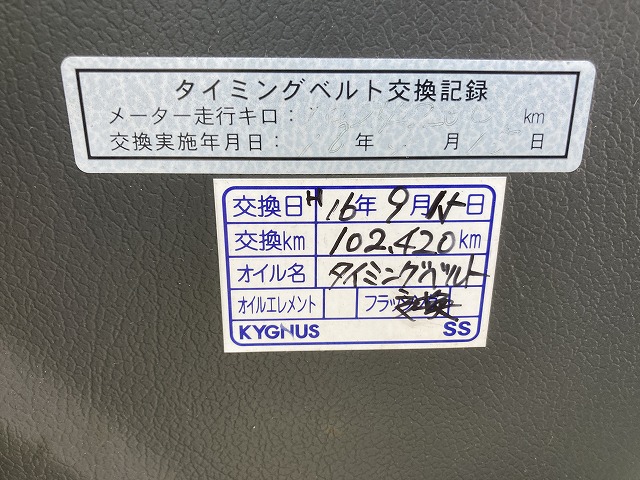 タイミングベルト交換記録
メーター走行キロ: km
交換実施年月日: 年 月 日
交換日 H16年9月15日
交換km 102,420km
オイル名 タイミングベルト
オイルエレメント フラッ 交換
KYGNUS SS